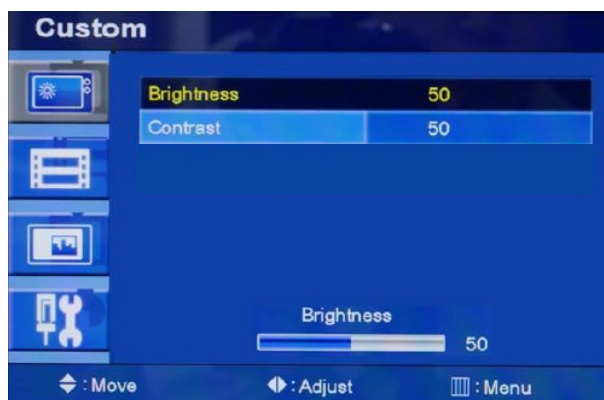 Custom
Brightness 50
Contrast 50
Brightness
50
: Move : Adjust : Menu